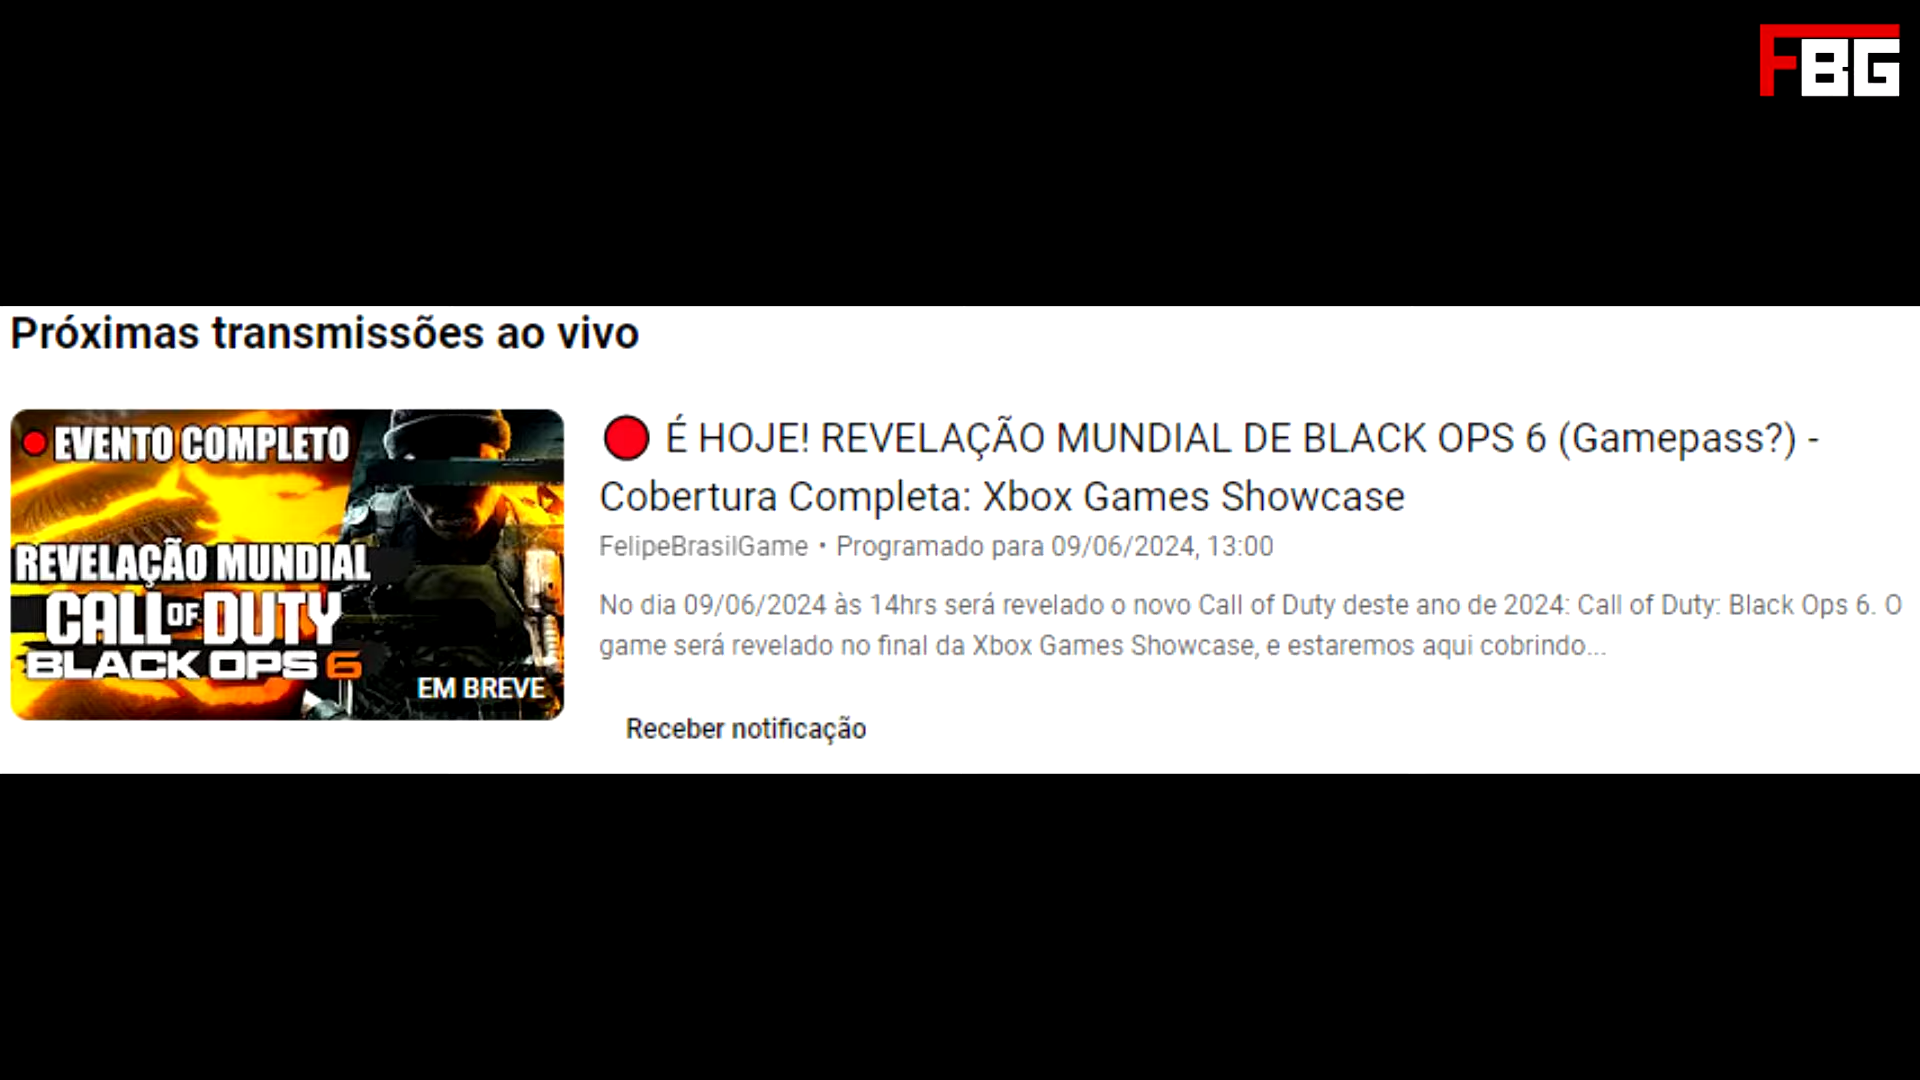 FBG
Próximas transmissões ao vivo
EVENTO COMPLETO
REVELAÇÃO MUNDIAL
CALL OF DUTY
BLACK OPS 6
EM BREVE
É HOJE! REVELAÇÃO MUNDIAL DE BLACK OPS 6 (Gamepass?) -
Cobertura Completa: Xbox Games Showcase
FelipeBrasilGame • Programado para 09/06/2024, 13:00
No dia 09/06/2024 às 14hrs será revelado o novo Call of Duty deste ano de 2024: Call of Duty: Black Ops 6. O
game será revelado no final da Xbox Games Showcase, e estaremos aqui cobrindo...
Receber notificação